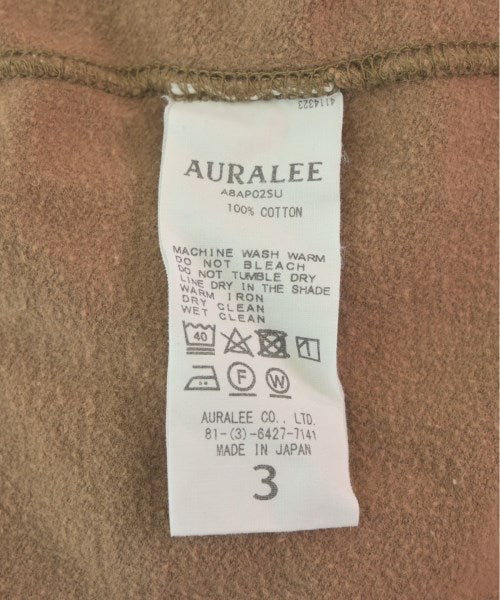 4114323
AURALEE
A8AP02SU
100% COTTON
MACHINE WASH WARM
DO NOT BLEACH
DO NOT TUMBLE DRY
LINE DRY IN THE SHADE
WARM IRON
DRY CLEAN
WET CLEAN
40
F W
AURALEE CO., LTD.
81-(3)-6427-7141
MADE IN JAPAN
3